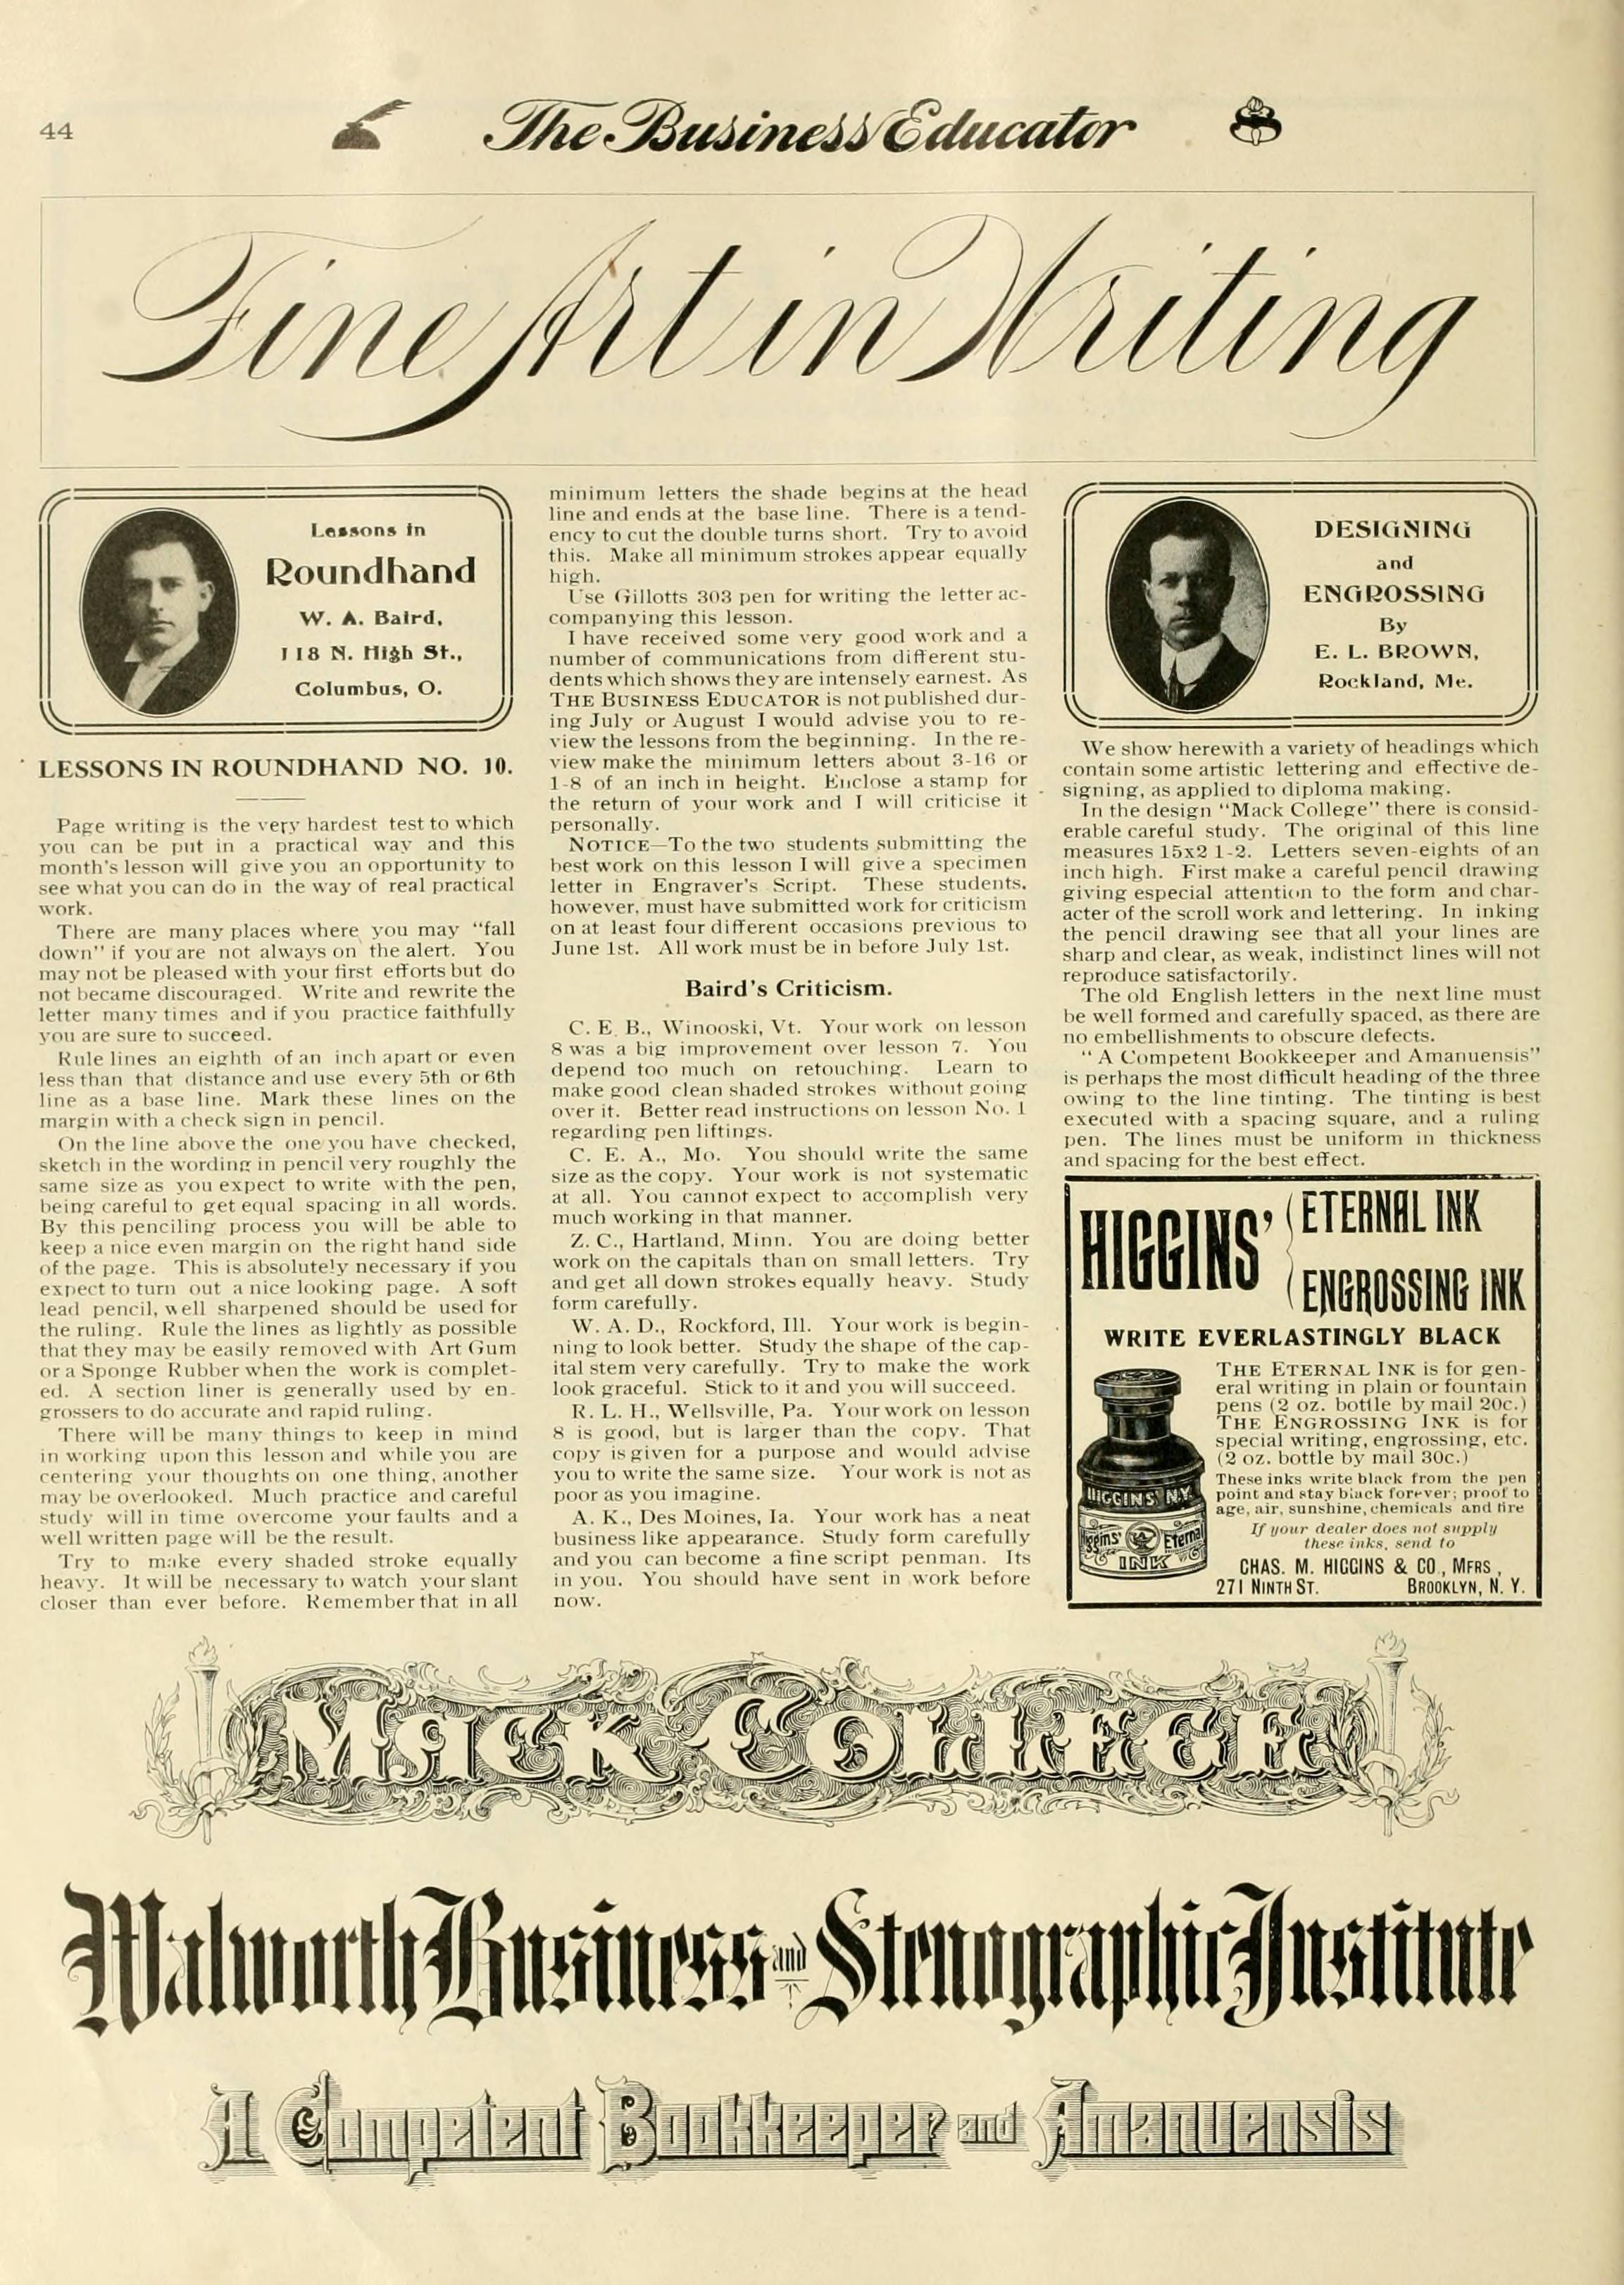 44
The Business Educator
Fine Art in Writing
Lessons in
Roundhand
W. A. Baird,
118 N. High St.,
Columbus, O.
LESSONS IN ROUNDHAND NO. 10.
Page writing is the very hardest test to which
you can be put in a practical way and this
month's lesson will give you an opportunity to
see what you can do in the way of real practical
work.
There are many places where you may "fall
down" if you are not always on the alert. You
may not be pleased with your first efforts but do
not became discouraged. Write and rewrite the
letter many times and if you practice faithfully
you are sure to succeed.
Rule lines an eighth of an inch apart or even
less than that distance and use every 5th or 6th
line as a base line. Mark these lines on the
margin with a check sign in pencil.
On the line above the one you have checked,
sketch in the wording in pencil very roughly the
same size as you expect to write with the pen,
being careful to get equal spacing in all words.
By this penciling process you will be able to
keep a nice even margin on the right hand side
of the page. This is absolutely necessary if you
expect to turn out a nice looking page. A soft
lead pencil, well sharpened should be used for
the ruling. Rule the lines as lightly as possible
that they may be easily removed with Art Gum
or a Sponge Rubber when the work is complet-
ed. A section liner is generally used by en-
grossers to do accurate and rapid ruling.
There will be many things to keep in mind
in working upon this lesson and while you are
centering your thoughts on one thing, another
may be overlooked. Much practice and careful
study will in time overcome your faults and a
well written page will be the result.
Try to make every shaded stroke equally
heavy. It will be necessary to watch your slant
closer than ever before. Remember that in all
minimum letters the shade begins at the head
line and ends at the base line. There is a tend-
ency to cut the double turns short. Try to avoid
this. Make all minimum strokes appear equally
high.
Use Gillotts 303 pen for writing the letter ac-
companying this lesson.
I have received some very good work and a
number of communications from different stu-
dents which shows they are intensely earnest. As
THE BUSINESS EDUCATOR is not published dur-
ing July or August I would advise you to re-
view the lessons from the beginning. In the re-
view make the minimum letters about 3-16 or
1-8 of an inch in height. Enclose a stamp for
the return of your work and I will criticise it
personally.
NOTICE—To the two students submitting the
best work on this lesson I will give a specimen
letter in Engraver's Script. These students,
however, must have submitted work for criticism
on at least four different occasions previous to
June 1st. All work must be in before July 1st.
Baird's Criticism.
C. E. B., Winooski, Vt. Your work on lesson
8 was a big improvement over lesson 7. You
depend too much on retouching. Learn to
make good clean shaded strokes without going
over it. Better read instructions on lesson No. 1
regarding pen liftings.
C. E. A., Mo. You should write the same
size as the copy. Your work is not systematic
at all. You cannot expect to accomplish very
much working in that manner.
Z. C., Hartland, Minn. You are doing better
work on the capitals than on small letters. Try
and get all down strokes equally heavy. Study
form carefully.
W. A. D., Rockford, Ill. Your work is begin-
ning to look better. Study the shape of the cap-
ital stem very carefully. Try to make the work
look graceful. Stick to it and you will succeed.
R. L. H., Wellsville, Pa. Your work on lesson
8 is good, but is larger than the copy. That
copy is given for a purpose and would advise
you to write the same size. Your work is not as
poor as you imagine.
A. K., Des Moines, Ia. Your work has a neat
business like appearance. Study form carefully
and you can become a fine script penman. Its
in you. You should have sent in work before
now.
DESIGNING
and
ENGROSSING
By
E. L. BROWN,
Rockland, Me.
We show herewith a variety of headings which
contain some artistic lettering and effective de-
signing, as applied to diploma making.
In the design "Mack College" there is consid-
erable careful study. The original of this line
measures 15x2 1-2. Letters seven-eights of an
inch high. First make a careful pencil drawing
giving especial attention to the form and char-
acter of the scroll work and lettering. In inking
the pencil drawing see that all your lines are
sharp and clear, as weak, indistinct lines will not
reproduce satisfactorily.
The old English letters in the next line must
be well formed and carefully spaced, as there are
no embellishments to obscure defects.
"A Competent Bookkeeper and Amanuensis"
is perhaps the most difficult heading of the three
owing to the line tinting. The tinting is best
executed with a spacing square, and a ruling
pen. The lines must be uniform in thickness
and spacing for the best effect.
HIGGINS' ETERNAL INK
ENGROSSING INK
WRITE EVERLASTINGLY BLACK
THE ETERNAL INK is for gen-
eral writing in plain or fountain
pens (2 oz. bottle by mail 20c.)
THE ENGROSSING INK is for
special writing, engrossing, etc.
(2 oz. bottle by mail 30c.)
These inks write black from the pen
point and stay black forever; proof to
age, air, sunshine, chemicals and fire
If your dealer does not supply
these inks, send to
CHAS. M. HIGGINS & CO., MFRS.,
271 NINTH ST. BROOKLYN, N. Y.
HIGGINS N.Y.
Higgins' Eternal
INK
MACK COLLEGE
Walworth Business and Stenographic Institute
A Competent Bookkeeper and Amanuensis